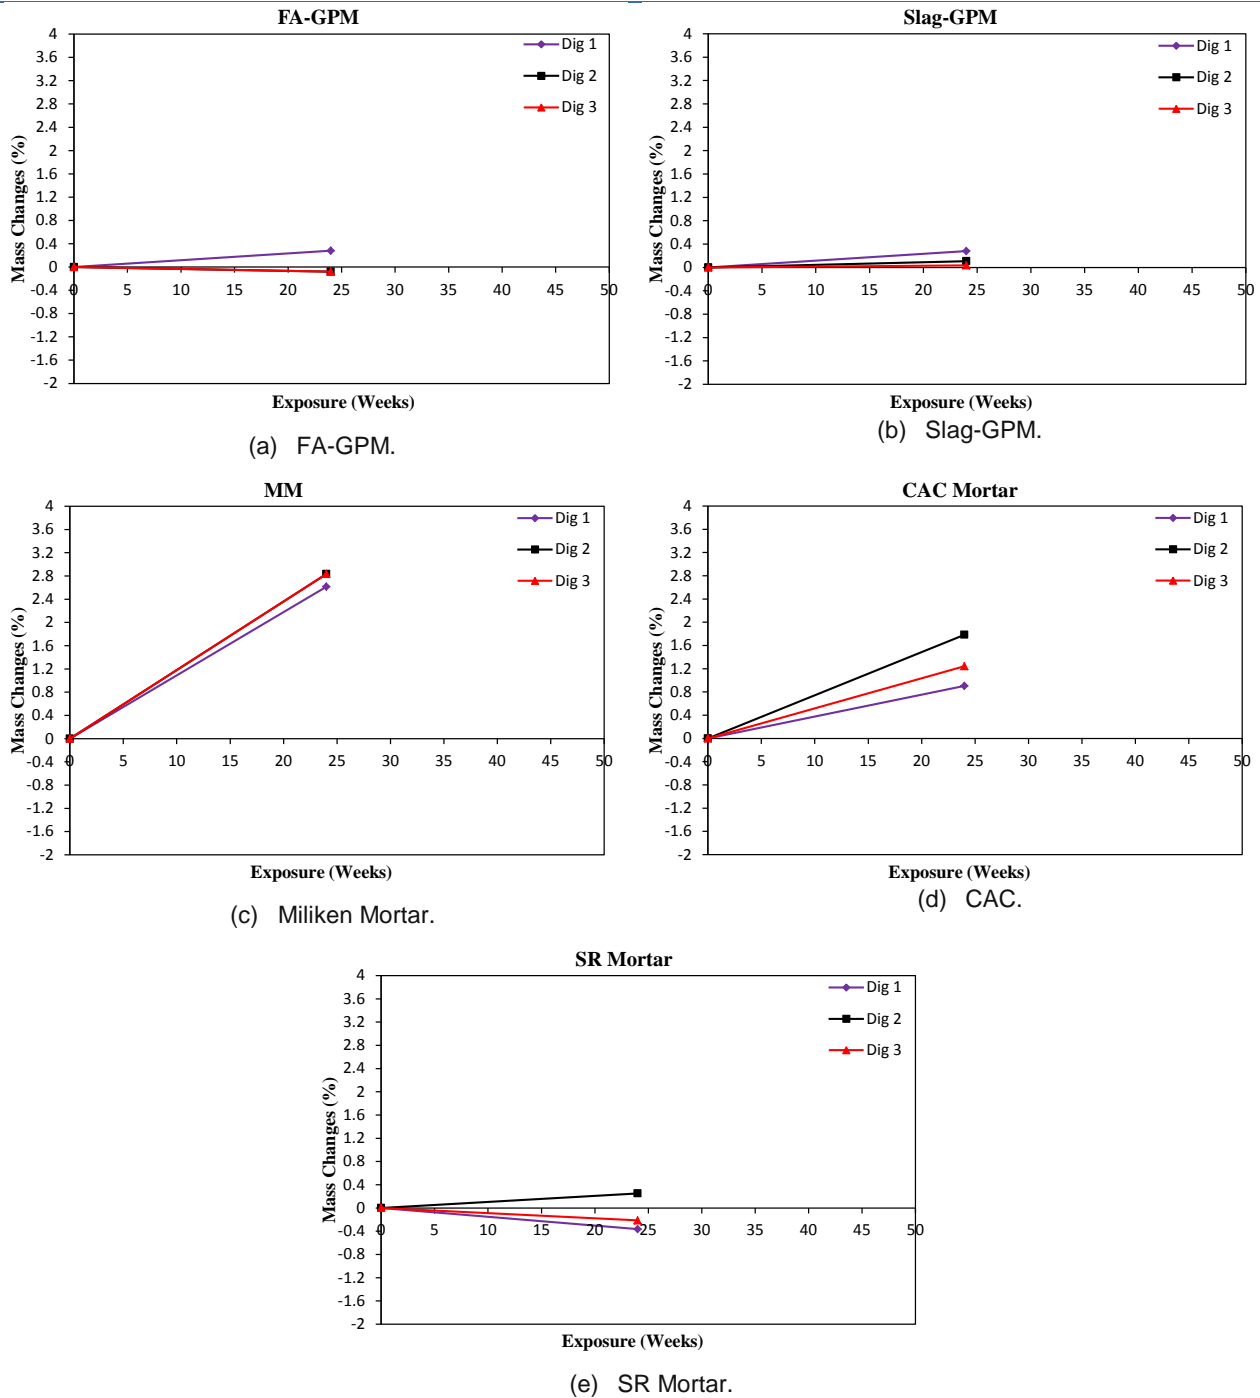 FA-GPM
4
3.6
3.2
2.8
2.4
2
1.6
1.2
0.8
0.4
0
-0.4
-0.8
-1.2
-1.6
-2
0 5 10 15 20 25 30 35 40 45 50
Mass Changes (%)
Exposure (Weeks)
Dig 1
Dig 2
Dig 3
(a) FA-GPM.
Slag-GPM
4
3.6
3.2
2.8
2.4
2
1.6
1.2
0.8
0.4
0
-0.4
-0.8
-1.2
-1.6
-2
0 5 10 15 20 25 30 35 40 45 50
Mass Changes (%)
Exposure (Weeks)
Dig 1
Dig 2
Dig 3
(b) Slag-GPM.
MM
4
3.6
3.2
2.8
2.4
2
1.6
1.2
0.8
0.4
0
-0.4
-0.8
-1.2
-1.6
-2
0 5 10 15 20 25 30 35 40 45 50
Mass Changes (%)
Exposure (Weeks)
Dig 1
Dig 2
Dig 3
(c) Miliken Mortar.
CAC Mortar
4
3.6
3.2
2.8
2.4
2
1.6
1.2
0.8
0.4
0
-0.4
-0.8
-1.2
-1.6
-2
0 5 10 15 20 25 30 35 40 45 50
Mass Changes (%)
Exposure (Weeks)
Dig 1
Dig 2
Dig 3
(d) CAC.
SR Mortar
4
3.6
3.2
2.8
2.4
2
1.6
1.2
0.8
0.4
0
-0.4
-0.8
-1.2
-1.6
-2
0 5 10 15 20 25 30 35 40 45 50
Mass Changes (%)
Exposure (Weeks)
Dig 1
Dig 2
Dig 3
(e) SR Mortar.